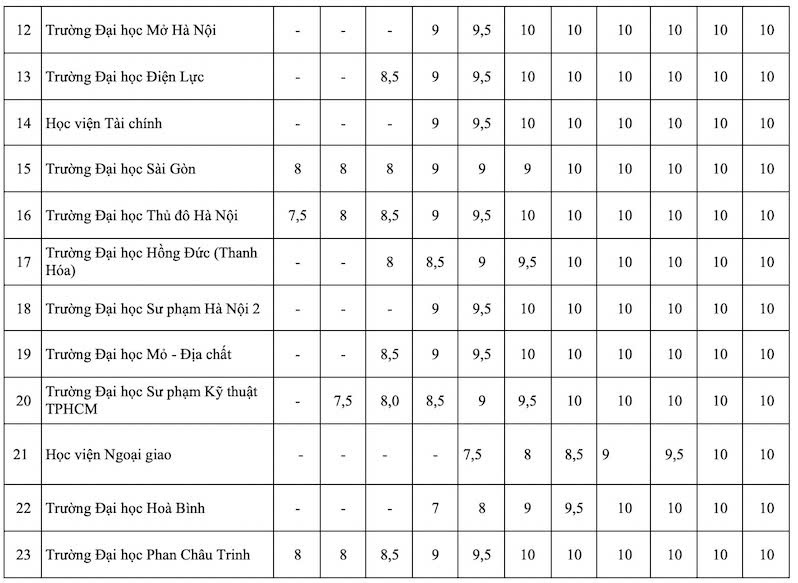 12 Trường Đại học Mở Hà Nội - - - 9 9,5 10 10 10 10 10 10
13 Trường Đại học Điện Lực - - 8,5 9 9,5 10 10 10 10 10 10
14 Học viện Tài chính - - - 9 9,5 10 10 10 10 10 10
15 Trường Đại học Sài Gòn 8 8 8 9 9 9 10 10 10 10 10
16 Trường Đại học Thủ đô Hà Nội 7,5 8 8,5 9 9,5 10 10 10 10 10 10
17 Trường Đại học Hồng Đức (Thanh
Hóa) - - 8 8,5 9 9,5 10 10 10 10 10
18 Trường Đại học Sư phạm Hà Nội 2 - - - 9 9,5 10 10 10 10 10 10
19 Trường Đại học Mỏ - Địa chất - - 8,5 9 9,5 10 10 10 10 10 10
20 Trường Đại học Sư phạm Kỹ thuật
TPHCM - 7,5 8,0 8,5 9 9,5 10 10 10 10 10
21 Học viện Ngoại giao - - - - 7,5 8 8,5 9 9,5 10 10
22 Trường Đại học Hoà Bình - - - 7 8 9 9,5 10 10 10 10
23 Trường Đại học Phan Châu Trinh 8 8 8,5 9 9,5 10 10 10 10 10 10